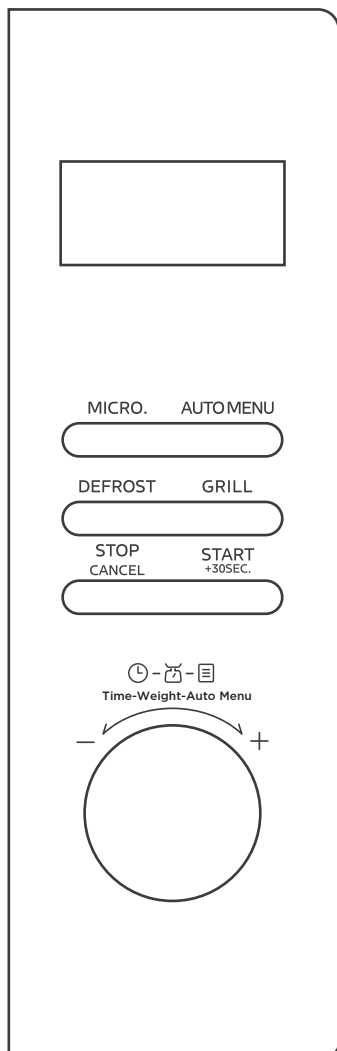 MICRO. AUTO MENU
DEFROST GRILL
STOP START
CANCEL +30SEC.
Time-Weight-Auto Menu
− +